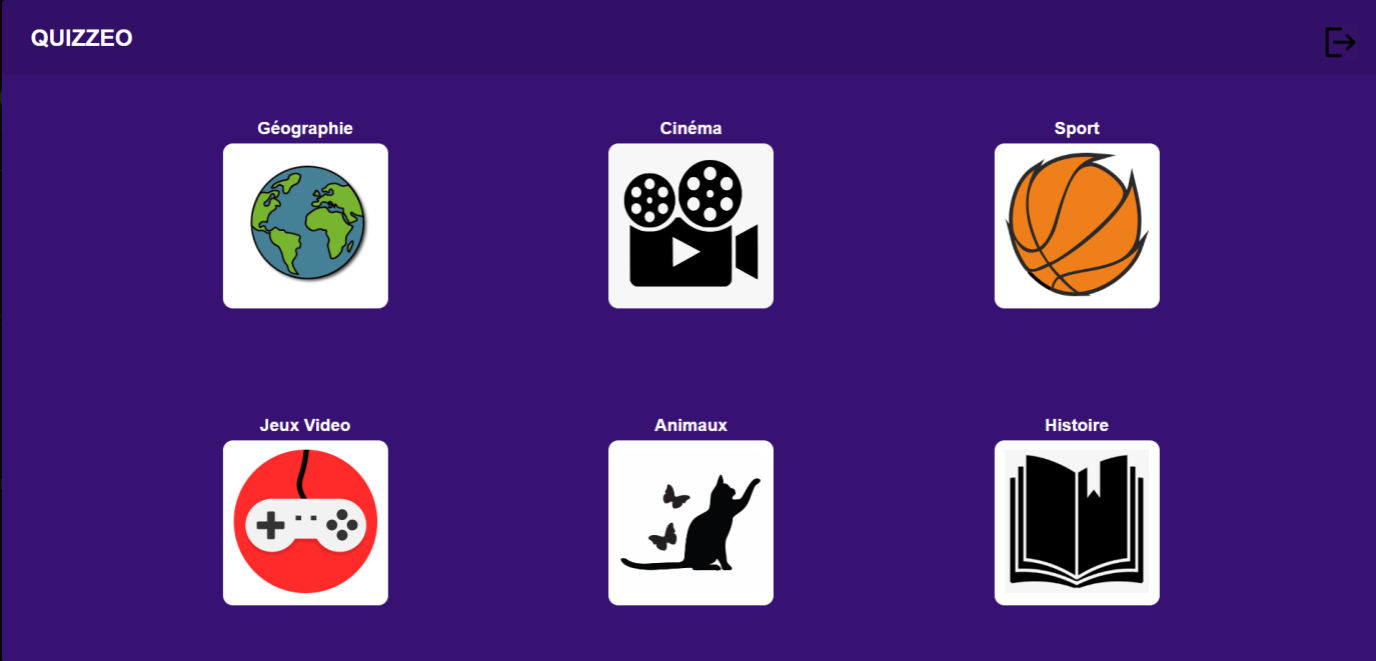 QUIZZEO
Géographie
Cinéma
Sport
Jeux Video
Animaux
Histoire